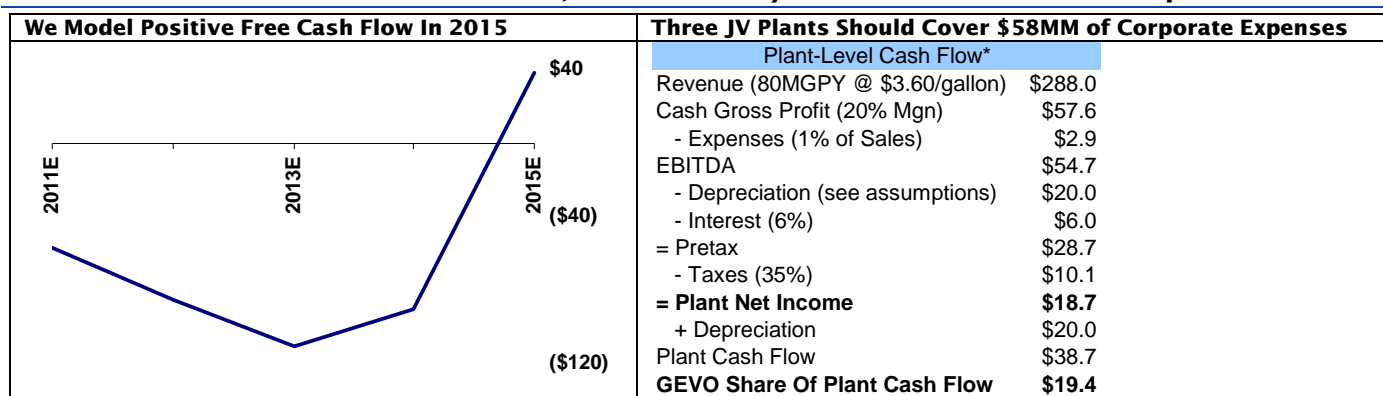 We Model Positive Free Cash Flow In 2015
$40
2011E
2013E
2015E
($40)
($120)
Three JV Plants Should Cover $58MM of Corporate Expenses
Plant-Level Cash Flow*
Revenue (80MGPY @ $3.60/gallon) $288.0
Cash Gross Profit (20% Mgn) $57.6
- Expenses (1% of Sales) $2.9
EBITDA $54.7
- Depreciation (see assumptions) $20.0
- Interest (6%) $6.0
= Pretax $28.7
- Taxes (35%) $10.1
= Plant Net Income $18.7
+ Depreciation $20.0
Plant Cash Flow $38.7
GEVO Share Of Plant Cash Flow $19.4